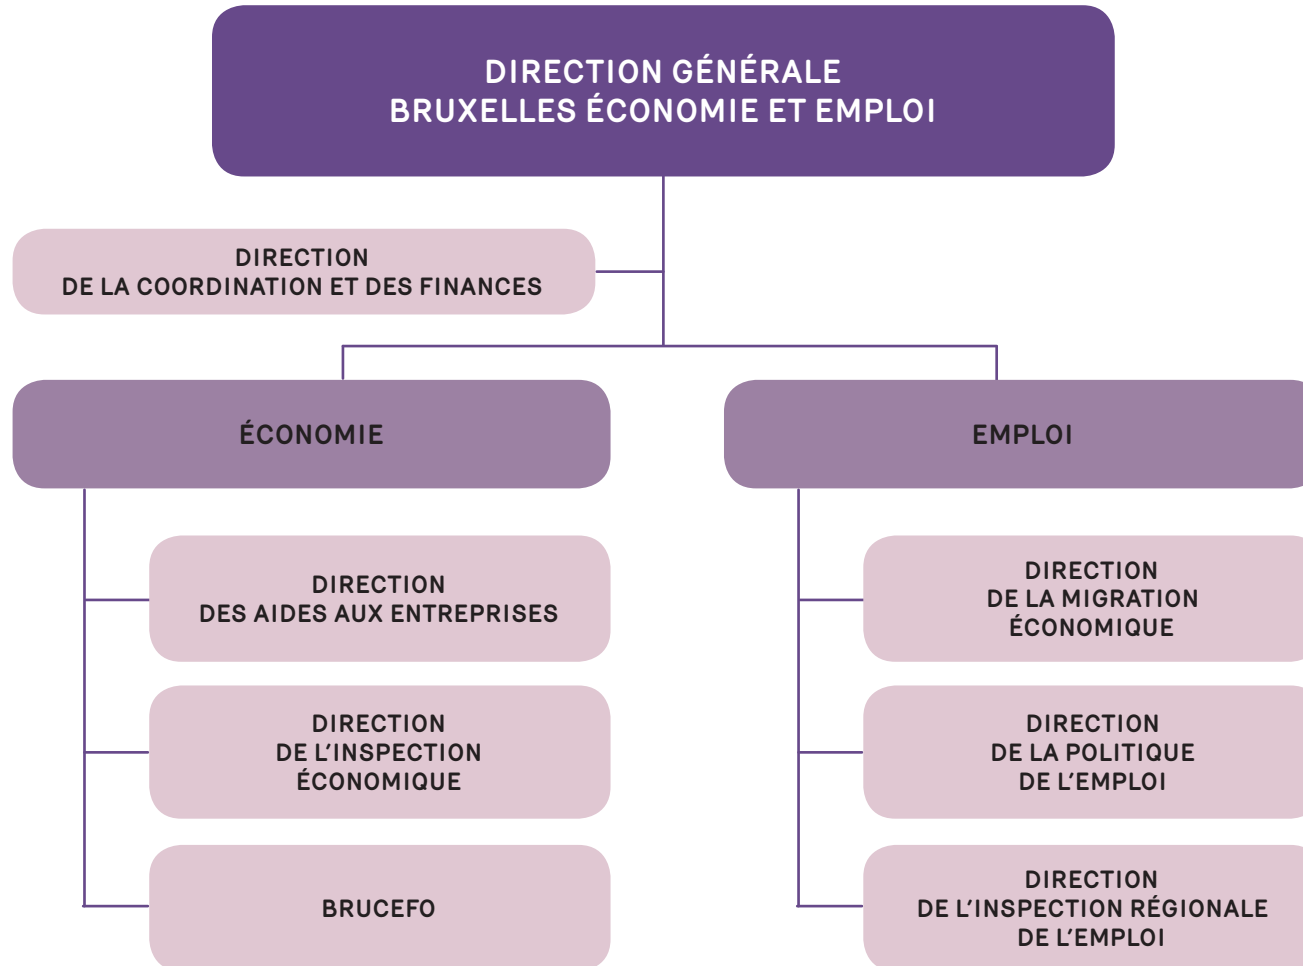 DIRECTION GÉNÉRALE
BRUXELLES ÉCONOMIE ET EMPLOI
DIRECTION
DE LA COORDINATION ET DES FINANCES
ÉCONOMIE
EMPLOI
DIRECTION
DES AIDES AUX ENTREPRISES
DIRECTION
DE L’INSPECTION
ÉCONOMIQUE
BRUCEFO
DIRECTION
DE LA MIGRATION
ÉCONOMIQUE
DIRECTION
DE LA POLITIQUE
DE L’EMPLOI
DIRECTION
DE L’INSPECTION RÉGIONALE
DE L’EMPLOI